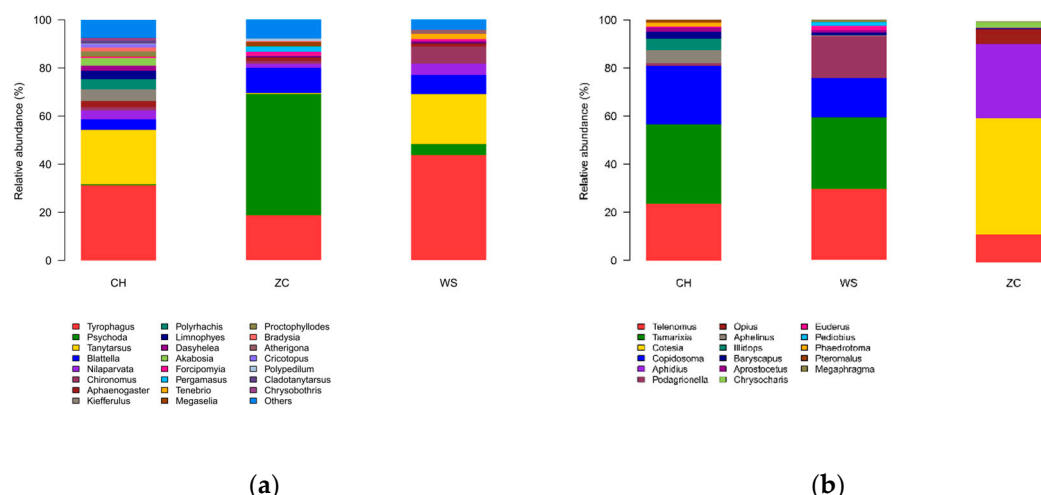 Relative abundance (%)
100
80
60
40
20
0
CH
ZC
WS
Tyrophagus
Psychoda
Tanytarsus
Blattella
Nilaparvata
Chironomus
Aphaenogaster
Kiefferulus
Polyrhachis
Limnophyes
Dasyhelea
Akabosia
Forcipomyia
Pergamasus
Tenebrio
Megaselia
Proctophyllodes
Bradysia
Atherigona
Cricotopus
Polypedilum
Cladotanytarsus
Chrysobothris
Others
(a)
Relative abundance (%)
100
80
60
40
20
0
CH
WS
ZC
Telenomus
Tamarixia
Cotesia
Copidosoma
Aphidius
Podagrionella
Opius
Aphelinus
Illidops
Baryscapus
Aprostocetus
Chrysocharis
Euderus
Pediobius
Phaedrotoma
Pteromalus
Megaphragma
(b)